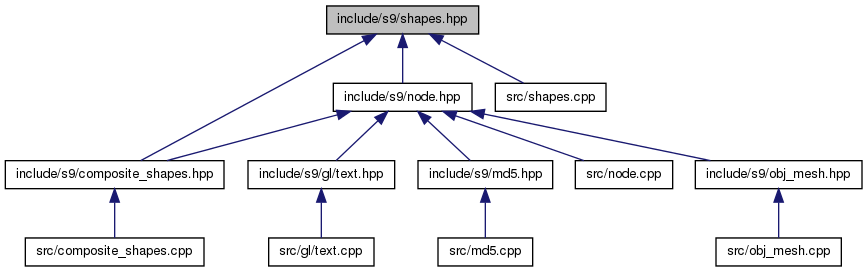 include/s9/shapes.hpp
include/s9/node.hpp
src/shapes.cpp
include/s9/composite_shapes.hpp
include/s9/gl/text.hpp
include/s9/md5.hpp
src/node.cpp
include/s9/obj_mesh.hpp
src/composite_shapes.cpp
src/gl/text.cpp
src/md5.cpp
src/obj_mesh.cpp